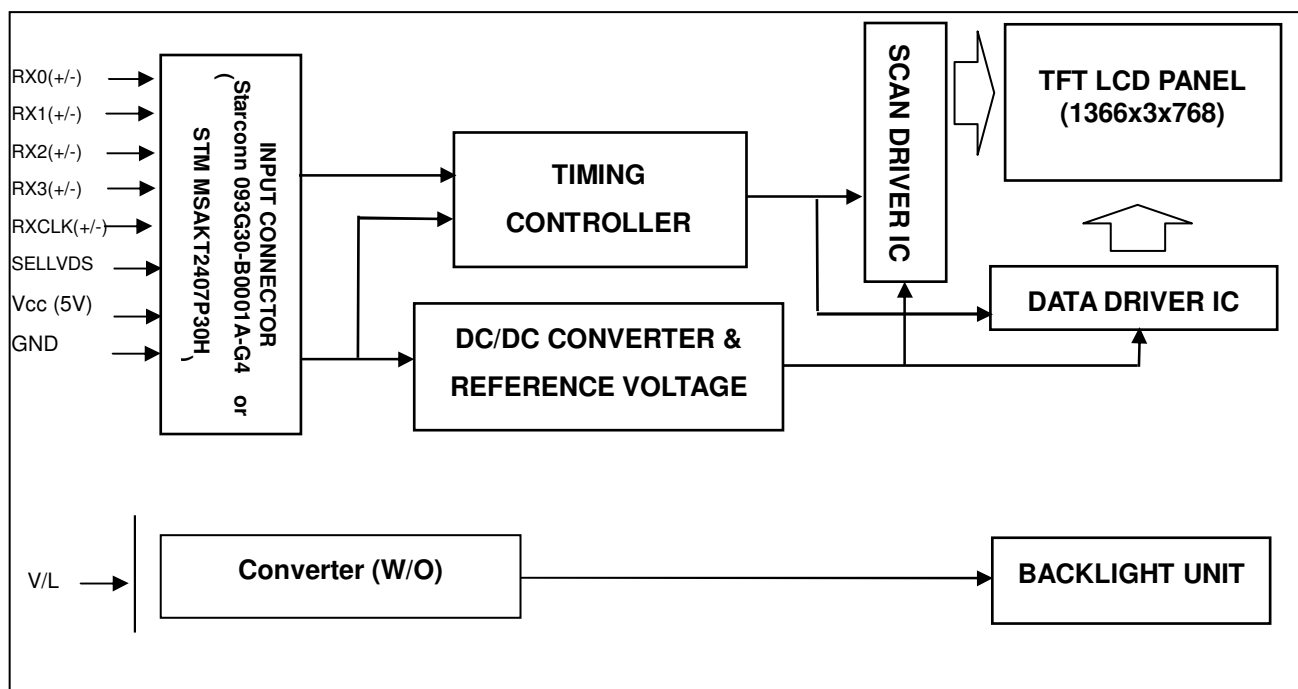 RX0(+/-)
RX1(+/-)
RX2(+/-)
RX3(+/-)
RXCLK(+/-)
SELLVDS
Vcc (5V)
GND
INPUT CONNECTOR
(Starconn 093G30-B0001A-G4 or
STM MSAKT2407P30H)
TIMING
CONTROLLER
DC/DC CONVERTER &
REFERENCE VOLTAGE
SCAN DRIVER IC
TFT LCD PANEL
(1366x3x768)
DATA DRIVER IC
V/L
Converter (W/O)
BACKLIGHT UNIT